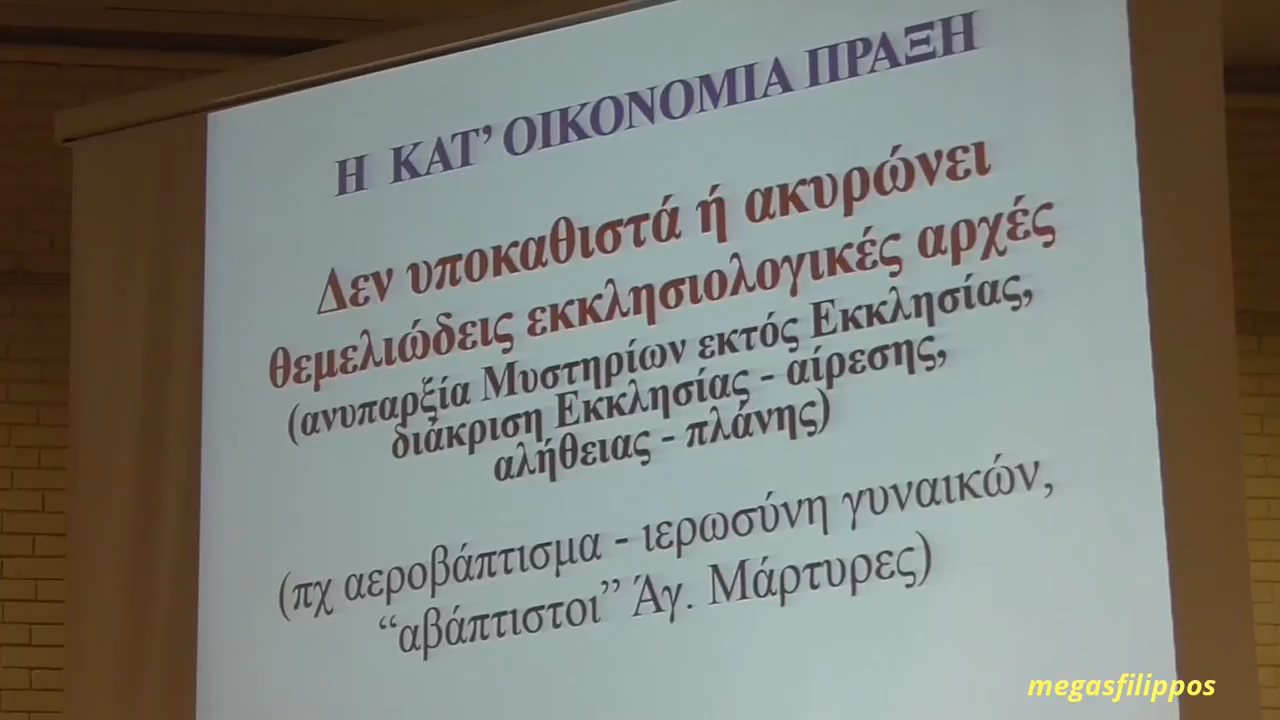 Η ΚΑΤ’ ΟΙΚΟΝΟΜΙΑ ΠΡΑΞΗ
Δεν υποκαθιστά ή ακυρώνει
θεμελιώδεις εκκλησιολογικές αρχές
(ανυπαρξία Μυστηρίων εκτός Εκκλησίας,
διάκριση Εκκλησίας - αίρεσης,
αλήθειας - πλάνης)
(πχ αεροβάπτισμα - ιερωσύνη γυναικών,
“αβάπτιστοι” Άγ. Μάρτυρες)
megasfilippos